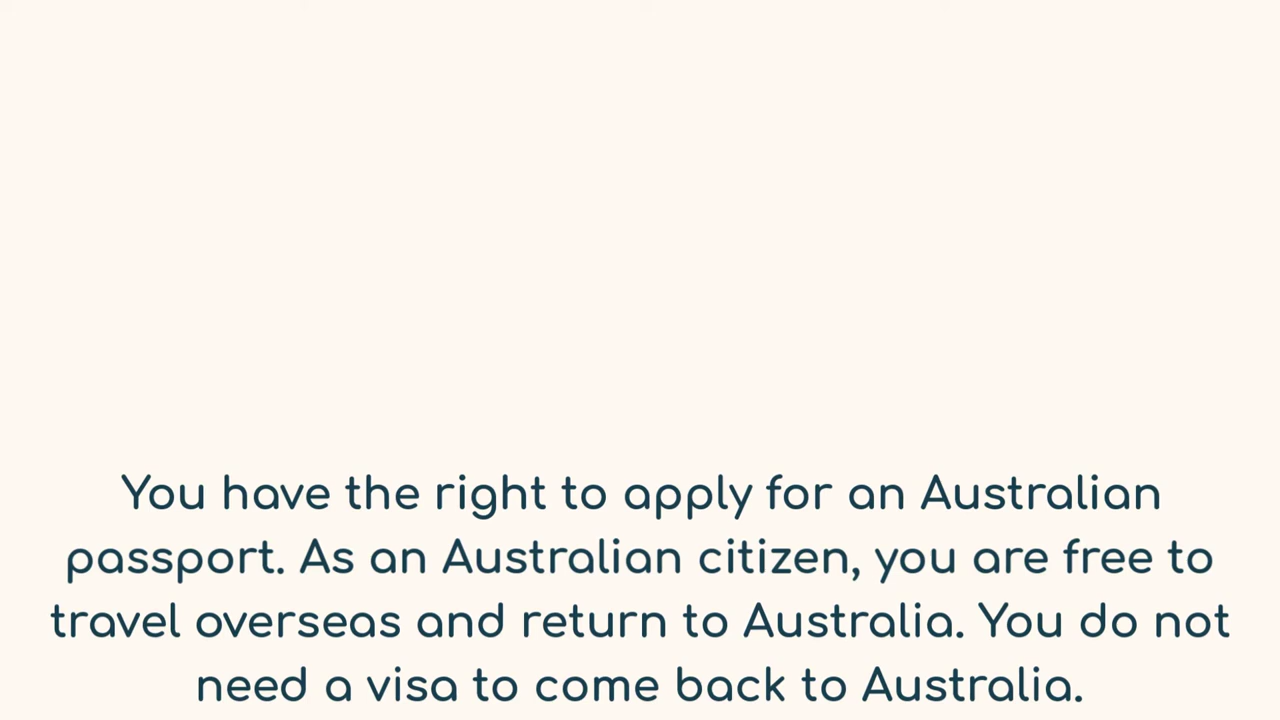 You have the right to apply for an Australian
passport. As an Australian citizen, you are free to
travel overseas and return to Australia. You do not
need a visa to come back to Australia.